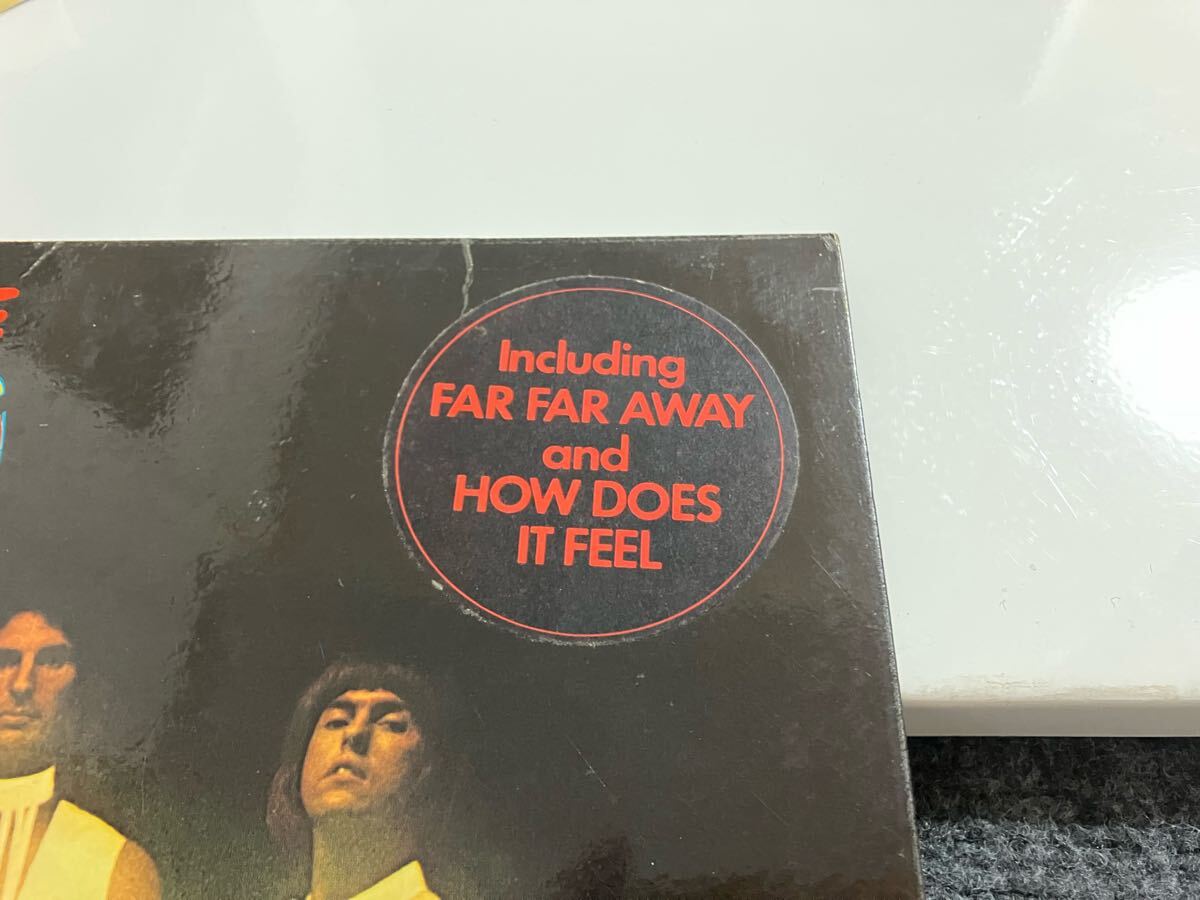 Including
FAR FAR AWAY
and
HOW DOES
IT FEEL